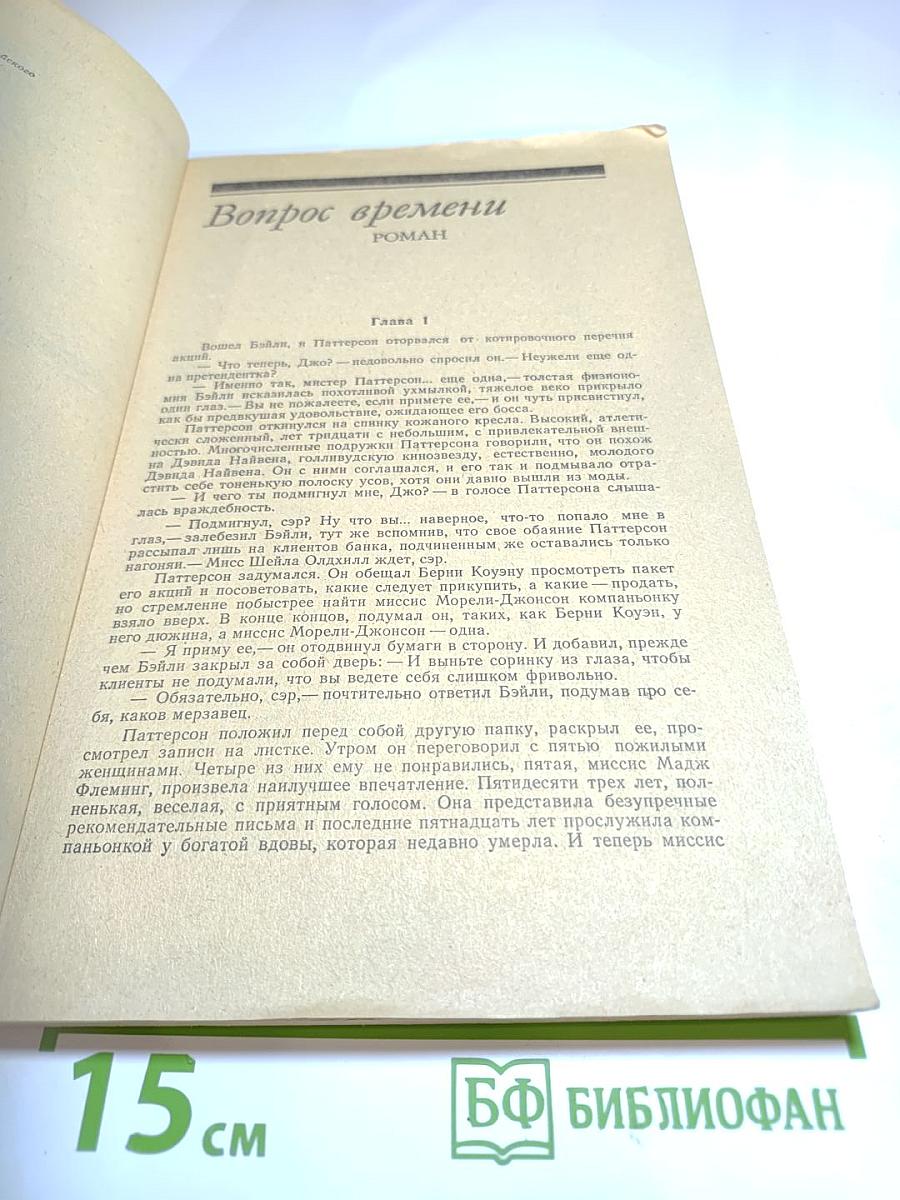 Вопрос времени
РОМАН
Глава 1
Вошел Бэйли, и Паттерсон оторвался от котировочного перечня
акций.
— Что теперь, Джо? — недовольно спросил он.— Неужели еще од-
на претендентка?
— Именно так, мистер Паттерсон... еще одна,— толстая физионо-
мия Бэйли исказилась похотливой ухмылкой, тяжелое веко прикрыло
один глаз.— Вы не пожалеете, если примете ее,— и он чуть присвистнул,
как бы предвкушая удовольствие, ожидающее его босса.
Паттерсон откинулся на спинку кожаного кресла. Высокий, атлети-
чески сложенный, лет тридцати с небольшим, с привлекательной внеш-
ностью. Многочисленные подружки Паттерсона говорили, что он похож
на Дэвида Найвена, голливудскую кинозвезду, естественно, молодого
Дэвида Найвена. Он с ними соглашался, и его так и подмывало отра-
стить себе тоненькую полоску усов, хотя они давно вышли из моды.
— И чего ты подмигнул мне, Джо? — в голосе Паттерсона слыша-
лась враждебность.
— Подмигнул, сэр? Ну что вы... наверное, что-то попало мне в
глаз,— залебезил Бэйли, тут же вспомнив, что свое обаяние Паттерсон
рассыпал лишь на клиентов банка, подчиненным же оставались только
нагоняи.— Мисс Шейла Олдхилл ждет, сэр.
Паттерсон задумался. Он обещал Берни Коуэну просмотреть пакет
его акций и посоветовать, какие следует прикупить, а какие — продать,
но стремление побыстрее найти миссис Морели-Джонсон компаньонку
взяло вверх. В конце концов, подумал он, таких, как Берни Коуэн, у
него дюжина, а миссис Морели-Джонсон — одна.
— Я приму ее,— он отодвинул бумаги в сторону. И добавил, прежде
чем Бэйли закрыл за собой дверь: — И выньте соринку из глаза, чтобы
клиенты не подумали, что вы ведете себя слишком фривольно.
— Обязательно, сэр,— почтительно ответил Бэйли, подумав про се-
бя, каков мерзавец.
Паттерсон положил перед собой другую папку, раскрыл ее, про-
смотрел записи на листке. Утром он переговорил с пятью пожилыми
женщинами. Четыре из них ему не понравились, пятая, миссис Мадж
Флеминг, произвела наилучшее впечатление. Пятидесяти трех лет, пол-
ненькая, веселая, с приятным голосом. Она представила безупречные
рекомендательные письма и последние пятнадцать лет прослужила ком-
паньонкой у богатой вдовы, которая недавно умерла. И теперь миссис
15 см
БФ БИБЛИОФАН